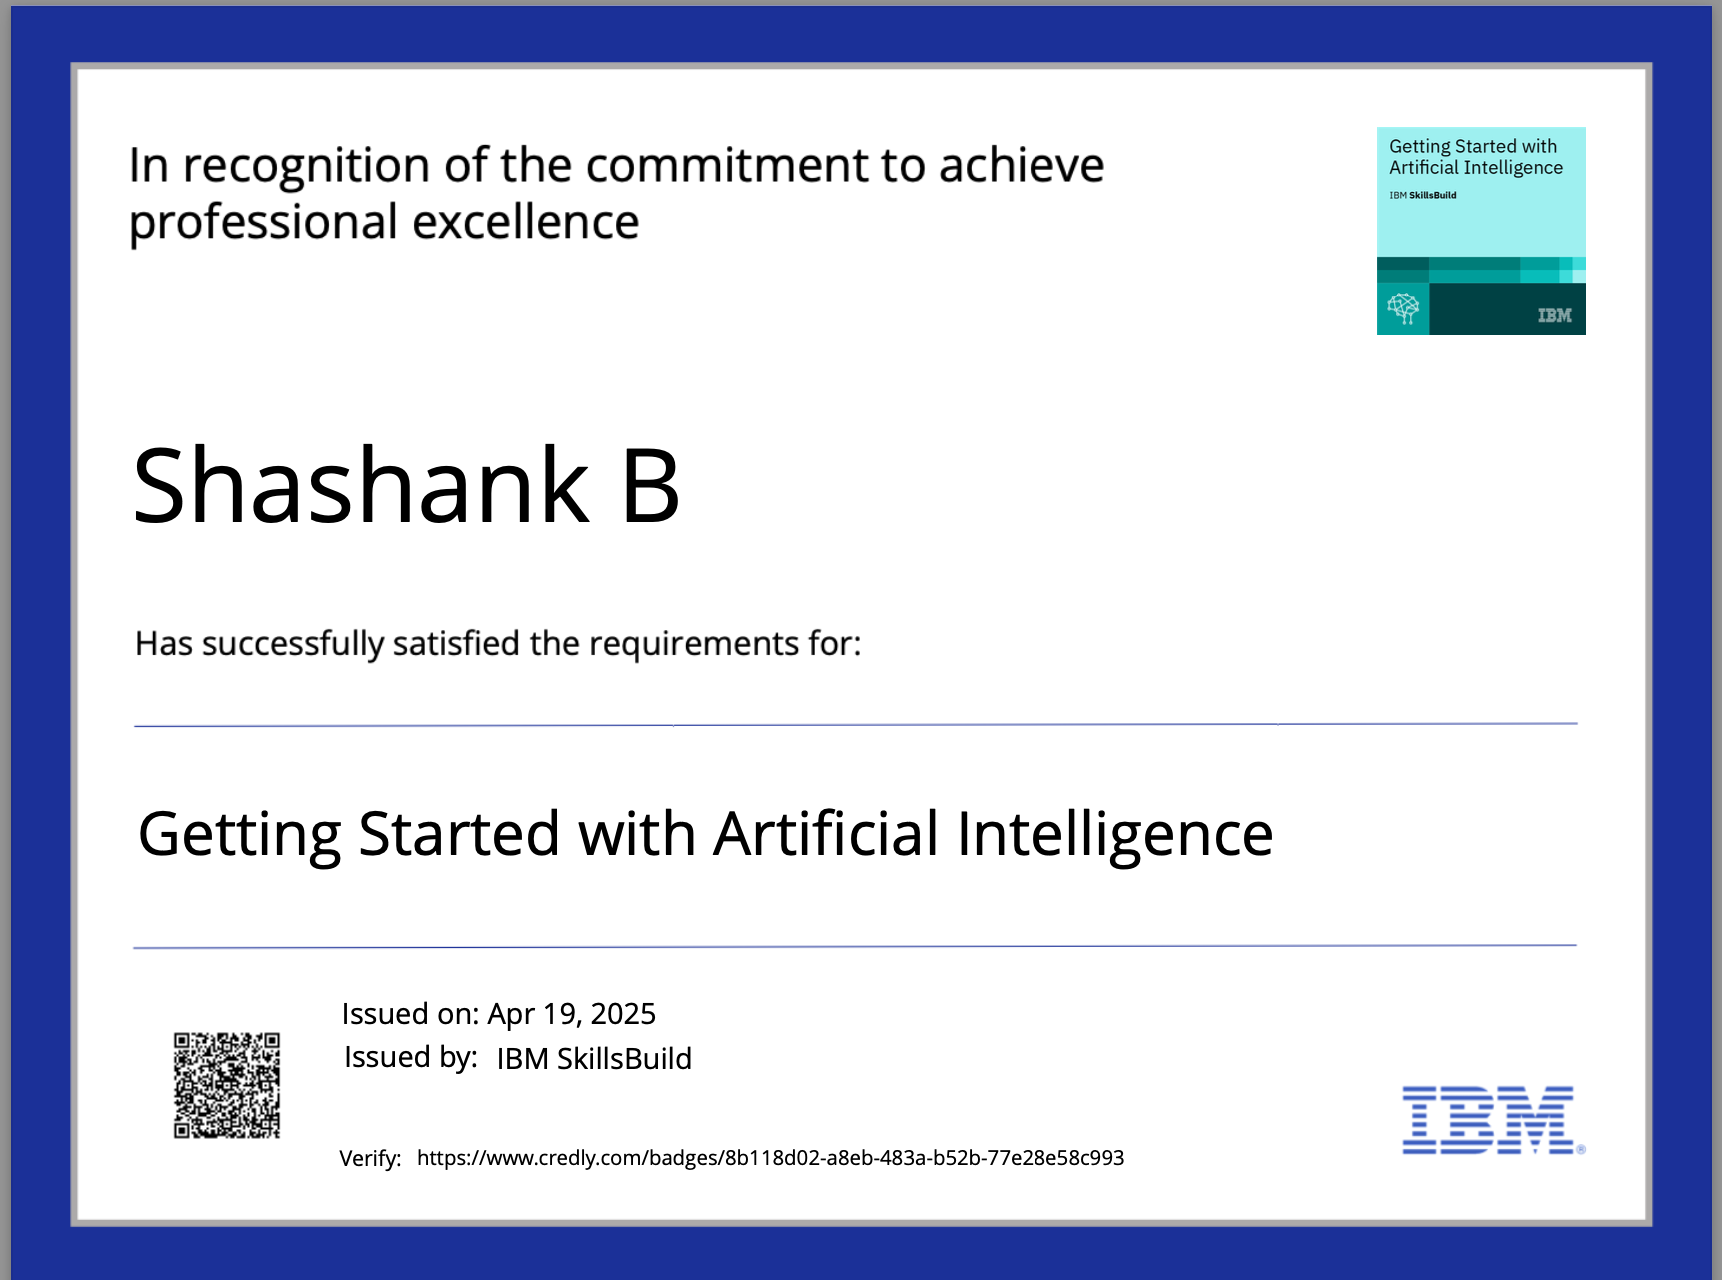 In recognition of the commitment to achieve
professional excellence
Getting Started with
Artificial Intelligence
IBM SkillsBuild
IBM
Shashank B
Has successfully satisfied the requirements for:
Getting Started with Artificial Intelligence
Issued on: Apr 19, 2025
Issued by: IBM SkillsBuild
IBM®
Verify: https://www.credly.com/badges/8b118d02-a8eb-483a-b52b-77e28e58c993